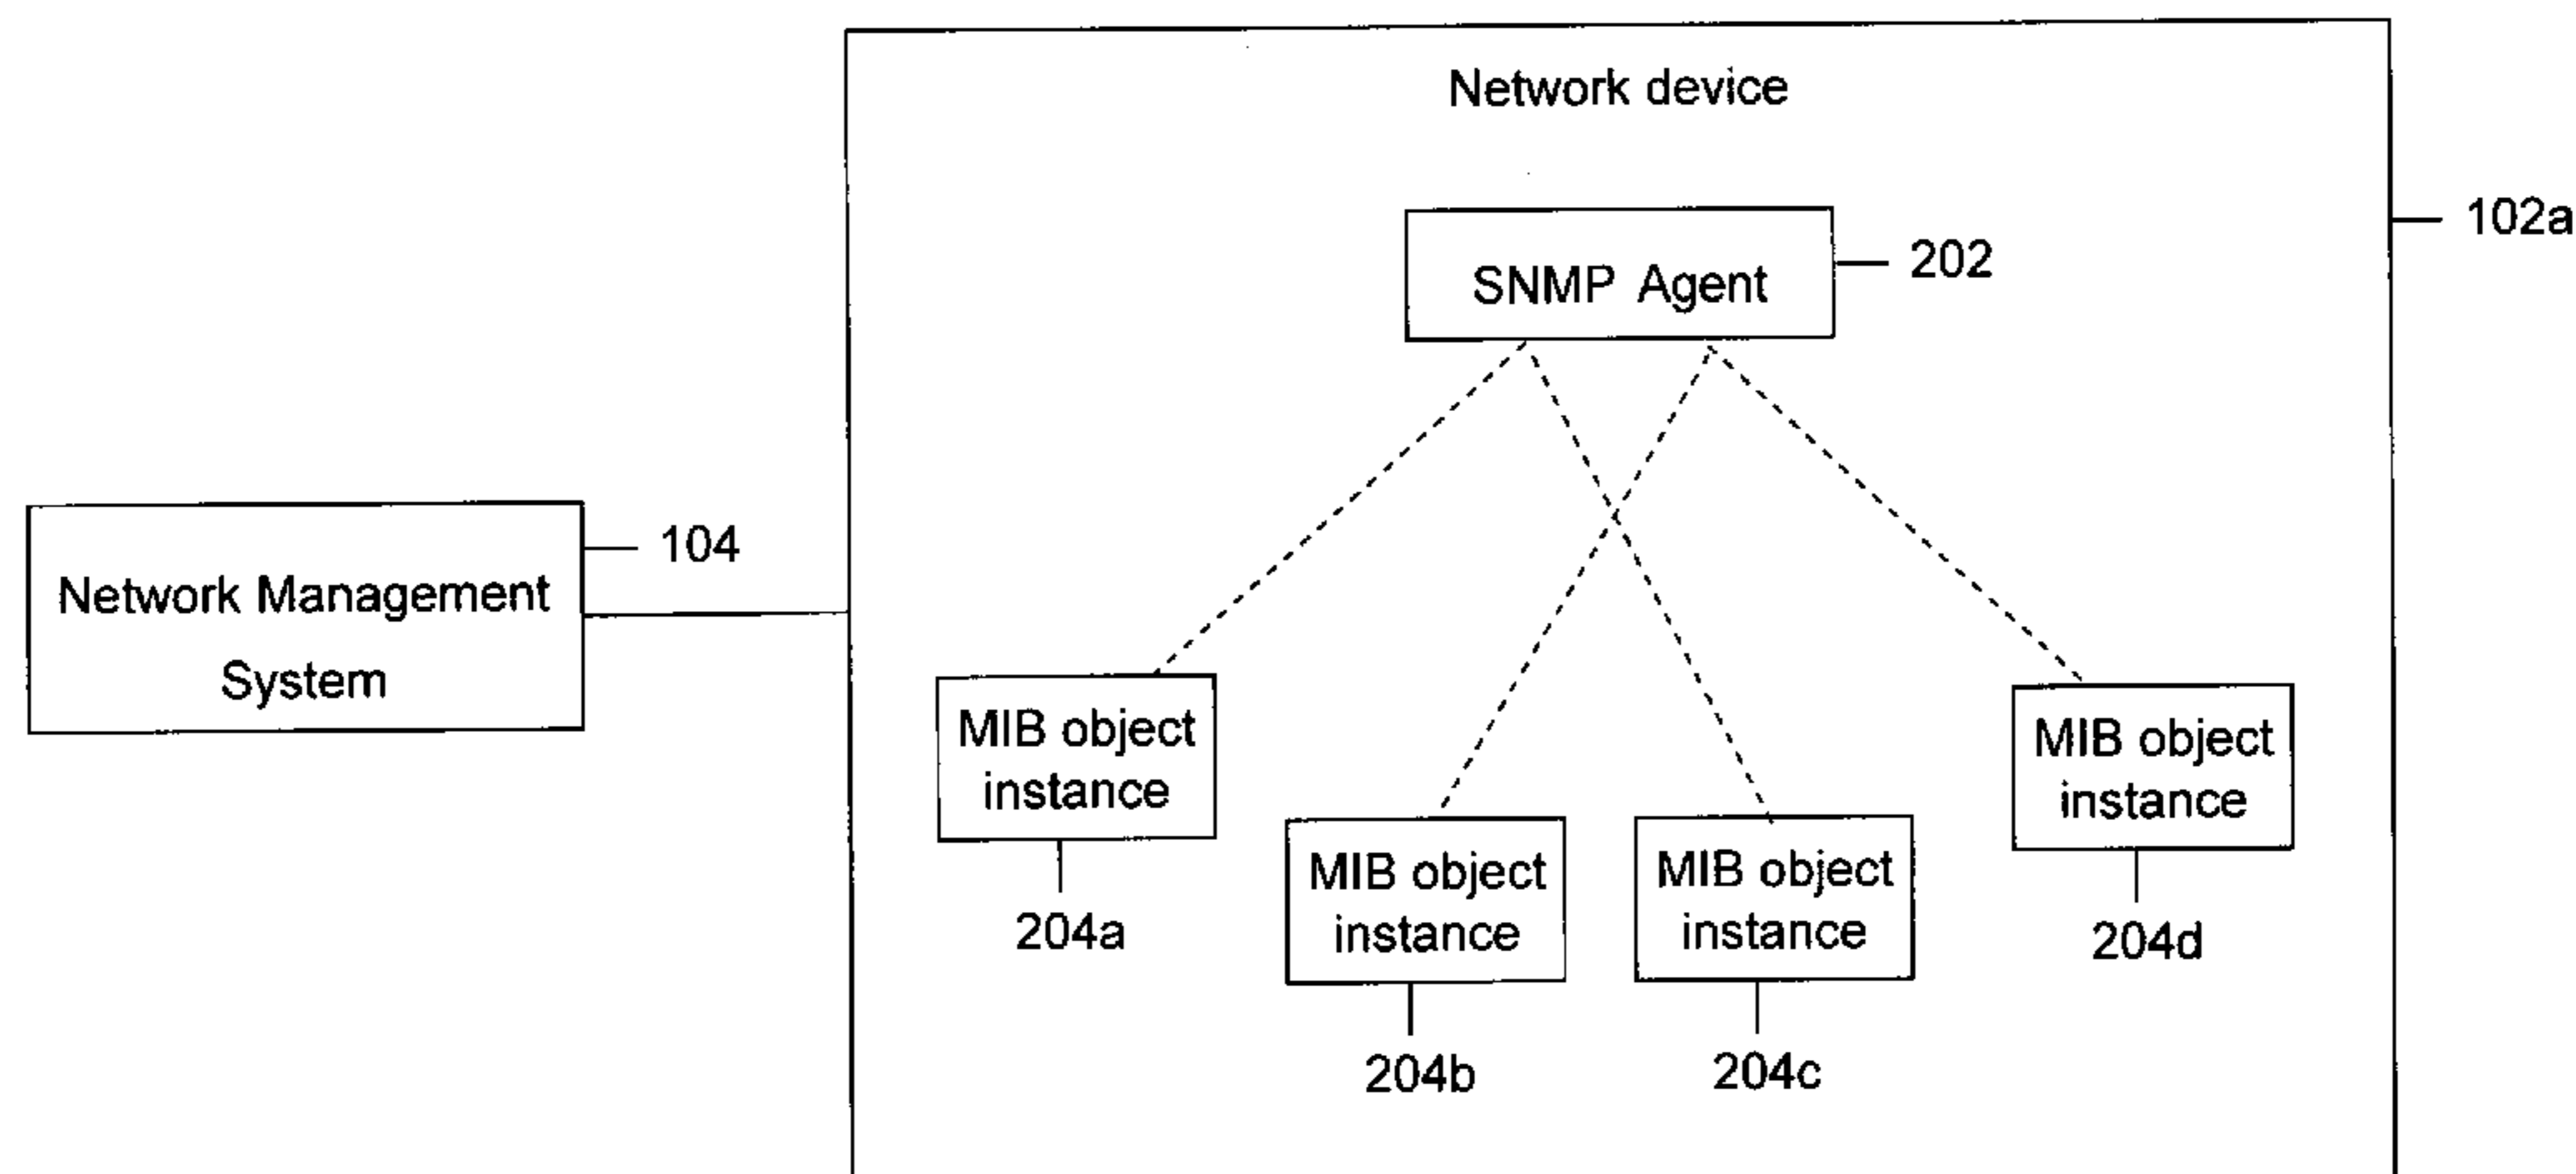 Network device
102a
SNMP Agent
202
104
Network Management
System
MIB object
instance
204a
MIB object
instance
204b
MIB object
instance
204c
MIB object
instance
204d